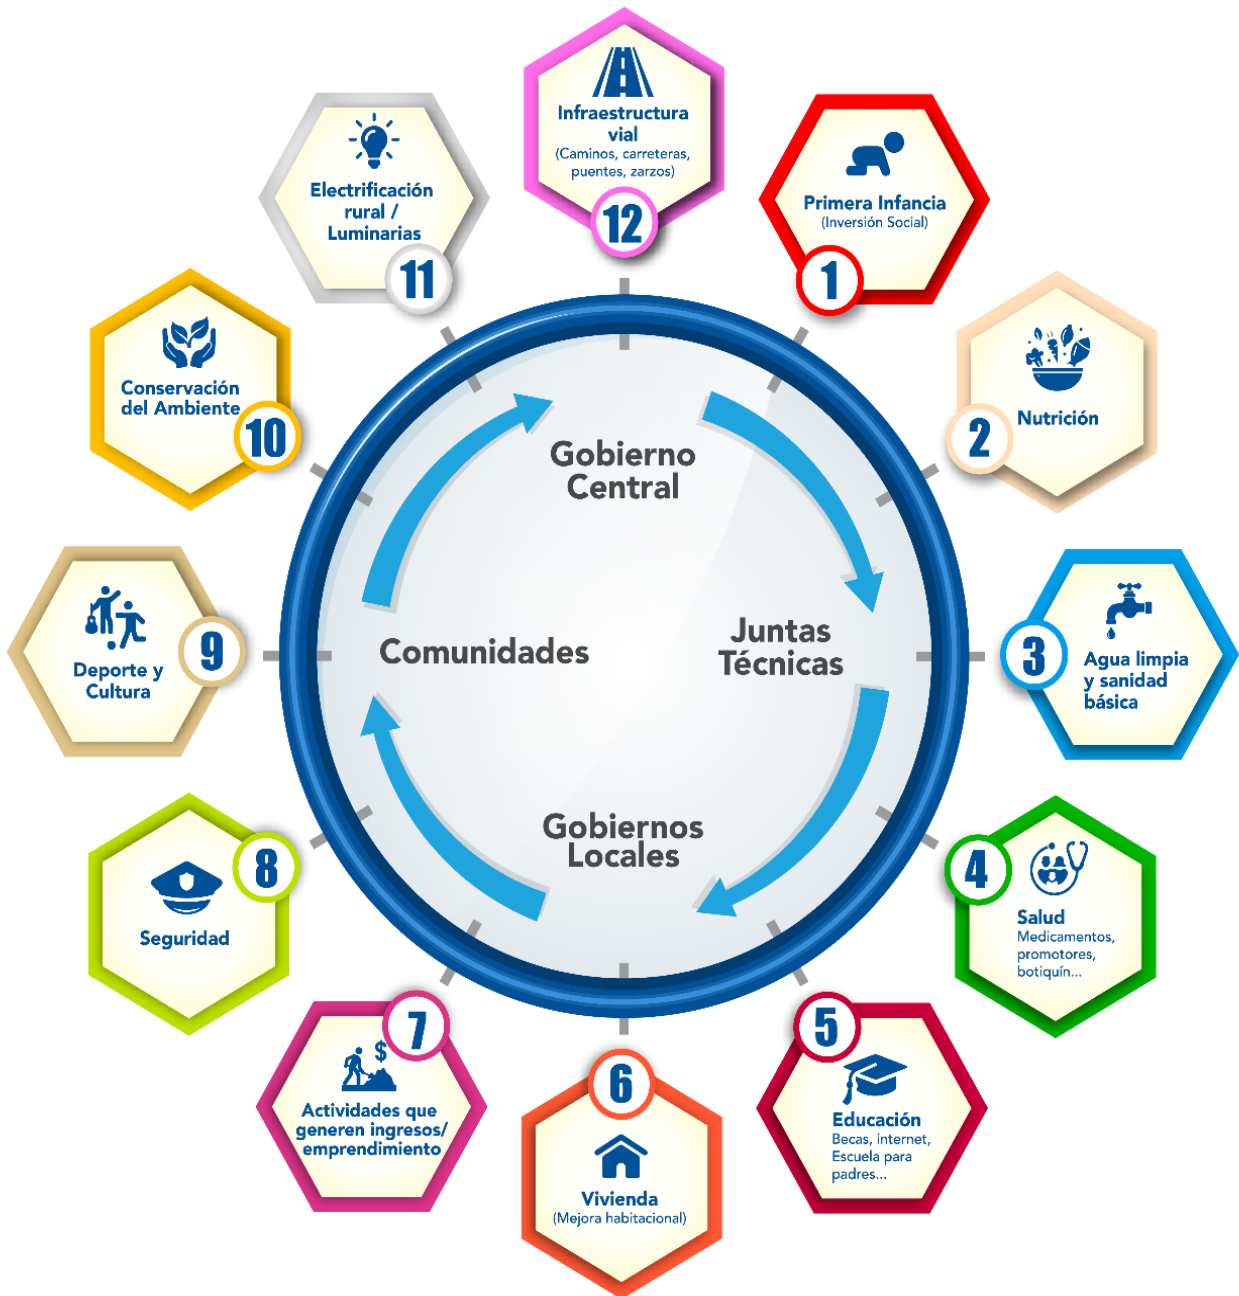 Infraestructura
vial
(Caminos, carreteras,
puentes, zarzos)
12
Primera Infancia
(Inversión Social)
1
Nutrición
2
Agua limpia
y sanidad
básica
3
Salud
Medicamentos,
promotores,
botiquín...
4
Educación
Becas, internet,
Escuela para
padres...
5
Vivienda
(Mejora habitacional)
6
$
Actividades que
generen ingresos/
emprendimiento
7
Seguridad
8
Deporte y
Cultura
9
Conservación
del Ambiente
10
Electrificación
rural /
Luminarias
11
Gobierno
Central
Juntas
Técnicas
Gobiernos
Locales
Comunidades